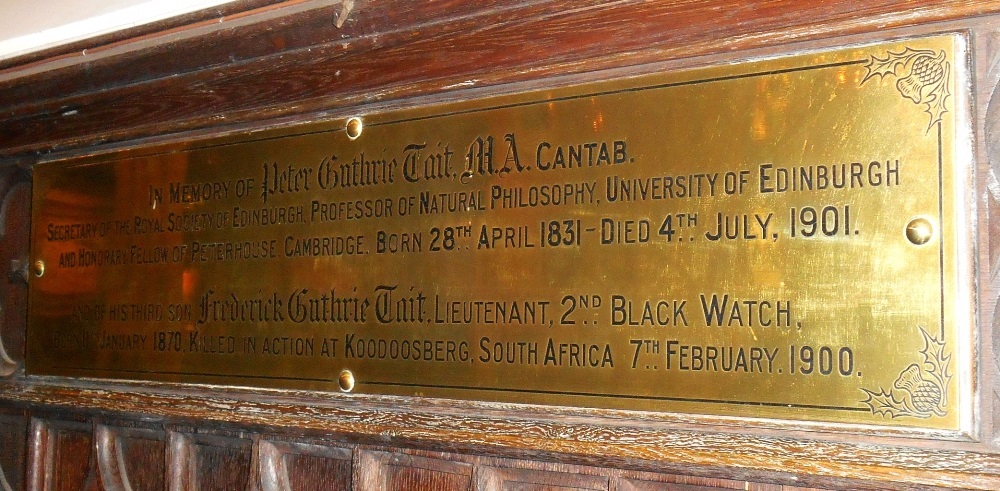 IN MEMORY OF Peter Guthrie Tait, M.A. CANTAB.
SECRETARY OF THE ROYAL SOCIETY OF EDINBURGH, PROFESSOR OF NATURAL PHILOSOPHY, UNIVERSITY OF EDINBURGH
AND HONORARY FELLOW OF PETERHOUSE, CAMBRIDGE. BORN 28TH APRIL 1831 - DIED 4TH JULY, 1901.
AND OF HIS THIRD SON Frederick Guthrie Tait, LIEUTENANT, 2ND BLACK WATCH,
JANUARY 1870. KILLED IN ACTION AT KOODOOSBERG, SOUTH AFRICA 7TH FEBRUARY. 1900.